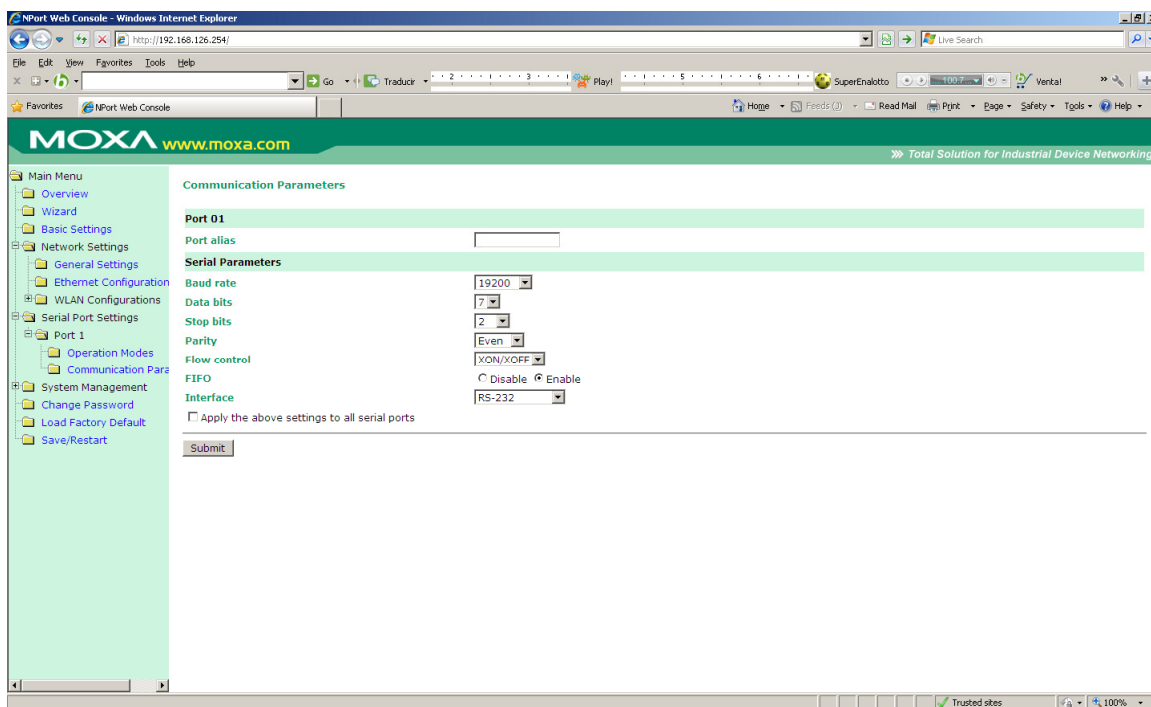 NPort Web Console - Windows Internet Explorer
http://192.168.126.254/
Live Search
File Edit View Favorites Tools Help
Go Traducir 2 3 Play! 5 6 SuperEnalotto 100.7 Venta!
Favorites NPort Web Console
Home Feeds (J) Read Mail Print Page Safety Tools Help
MOXA www.moxa.com
Total Solution for Industrial Device Networking
Main Menu
Overview
Wizard
Basic Settings
Network Settings
General Settings
Ethernet Configuration
WLAN Configurations
Serial Port Settings
Port 1
Operation Modes
Communication Para
System Management
Change Password
Load Factory Default
Save/Restart
Communication Parameters
Port 01
Port alias
Serial Parameters
Baud rate 19200
Data bits 7
Stop bits 2
Parity Even
Flow control XON/XOFF
FIFO Disable Enable
Interface RS-232
Apply the above settings to all serial ports
Submit
Trusted sites 100%